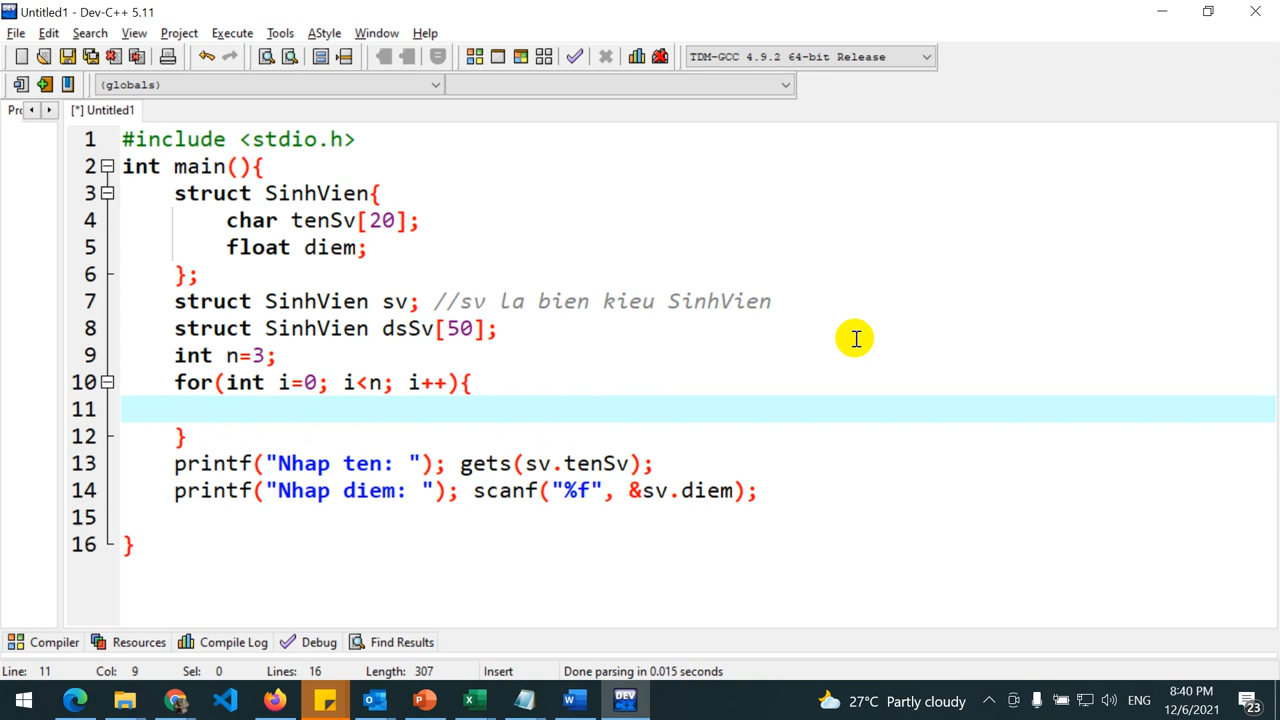 Untitled1 - Dev-C++ 5.11
File Edit Search View Project Execute Tools AStyle Window Help
TDM-GCC 4.9.2 64-bit Release
(globals)
[*] Untitled1
1 #include <stdio.h>
2 int main(){
3 struct SinhVien{
4 char tenSv[20];
5 float diem;
6 };
7 struct SinhVien sv; //sv la bien kieu SinhVien
8 struct SinhVien dsSv[50];
9 int n=3;
10 for(int i=0; i<n; i++){
11
12 }
13 printf("Nhap ten: "); gets(sv.tenSv);
14 printf("Nhap diem: "); scanf("%f", &sv.diem);
15
16 }
Compiler Resources Compile Log Debug Find Results
Line: 11 Col: 9 Sel: 0 Lines: 16 Length: 307 Insert Done parsing in 0.015 seconds
DEV
27°C Partly cloudy ENG 8:40 PM
12/6/2021 23